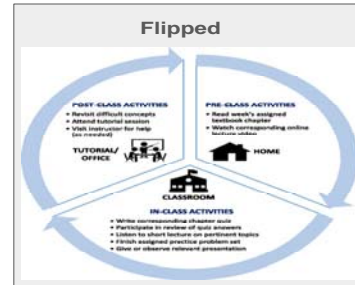 Flipped
POST-CLASS ACTIVITIES
• Revisit difficult concepts
• Attend tutorial session
• Visit instructor for help
(as needed)
TUTORIAL/
OFFICE
PRE-CLASS ACTIVITIES
• Read week's assigned
textbook chapter
• Watch corresponding online
lecture video
HOME
CLASSROOM
IN-CLASS ACTIVITIES
• Write corresponding chapter quiz
• Participate in review of quiz answers
• Listen to short lecture on pertinent topics
• Finish assigned practice problem set
• Give or observe relevant presentation